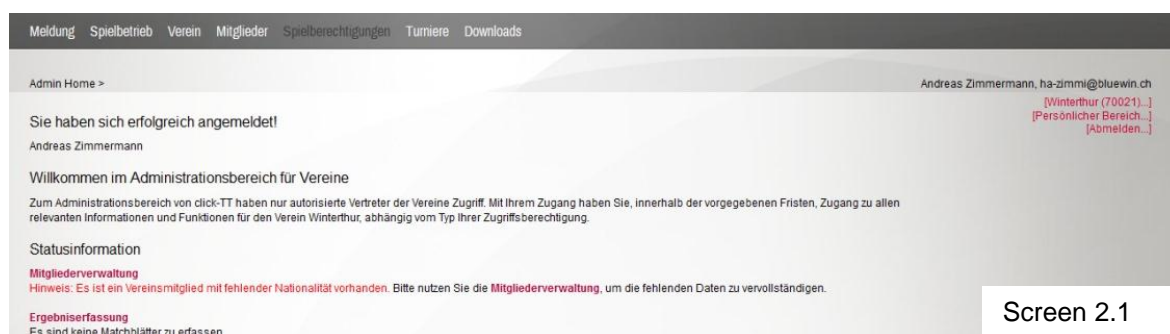 Meldung Spielbetrieb Verein Mitglieder Spielberechtigungen Turniere Downloads
Admin Home > Andreas Zimmermann, ha-zimmi@bluewin.ch
[Winterthur (70021)...]
[Persönlicher Bereich...]
[Abmelden...]
Sie haben sich erfolgreich angemeldet!
Andreas Zimmermann
Willkommen im Administrationsbereich für Vereine
Zum Administrationsbereich von click-TT haben nur autorisierte Vertreter der Vereine Zugriff. Mit Ihrem Zugang haben Sie, innerhalb der vorgegebenen Fristen, Zugang zu allen
relevanten Informationen und Funktionen für den Verein Winterthur, abhängig vom Typ Ihrer Zugriffsberechtigung.
Statusinformation
Mitgliederverwaltung
Hinweis: Es ist ein Vereinsmitglied mit fehlender Nationalität vorhanden. Bitte nutzen Sie die Mitgliederverwaltung, um die fehlenden Daten zu vervollständigen.
Ergebniserfassung
Es sind keine Matchblätter zu erfassen
Screen 2.1